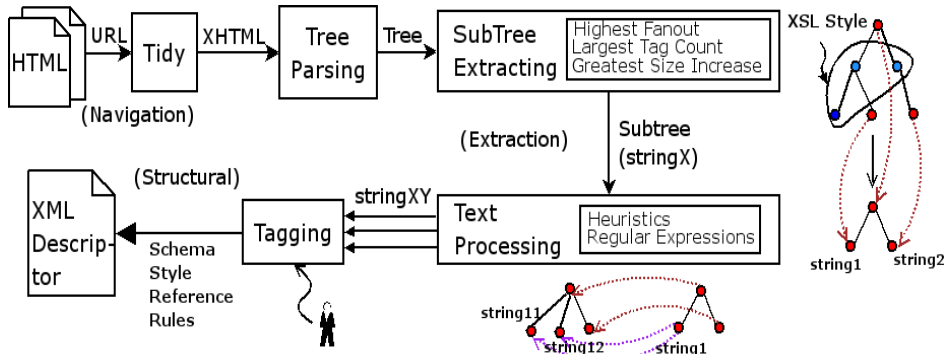 HTML
URL
(Navigation)
Tidy
XHTML
Tree
Parsing
Tree
SubTree
Extracting
Highest Fanout
Largest Tag Count
Greatest Size Increase
XSL Style
(Extraction)
Subtree
(stringX)
string1
string2
Text
Processing
Heuristics
Regular Expressions
stringXY
Tagging
(Structural)
Schema
Style
Reference
Rules
XML
Descrip-
tor
string11
string12
string1